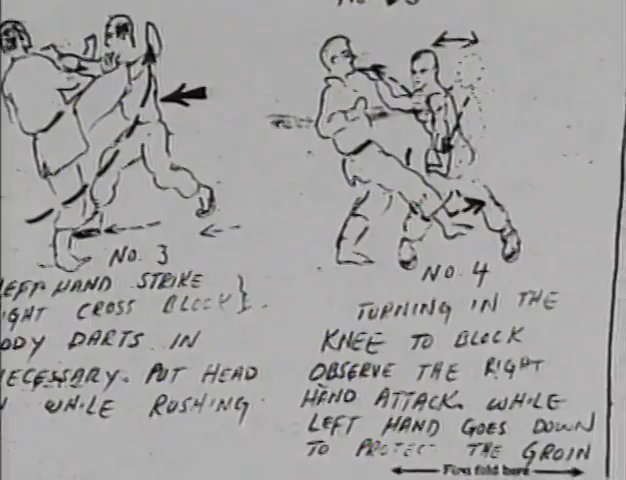 NO. 3
LEFT HAND STRIKE
IGHT CROSS BLOCK
ODY DARTS IN
NECESSARY. PUT HEAD
WHILE RUSHING
NO. 4
TURNING IN THE
KNEE TO BLOCK
OBSERVE THE RIGHT
HAND ATTACK. WHILE
LEFT HAND GOES DOWN
TO PROTECT THE GROIN
First fold here